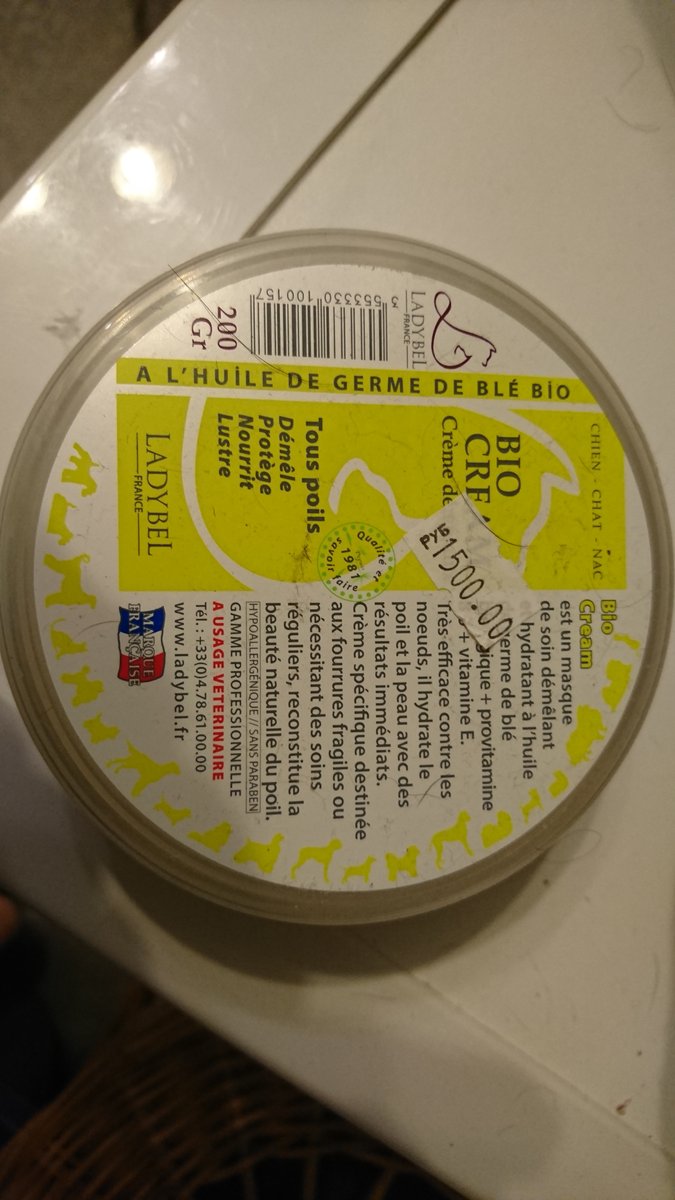 CHIEN - CHAT - NAC
BIO
Crème de
Tous poils
Démêle
Protège
Nourrit
Lustre
LADYBEL
FRANCE
A L'HUiLE DE GERME DE BLÉ BiO
LADYBEL
FRANCE
3 55330 100157
200
Gr
Qualité et
savoir faire
1981
1500.00
Bio
Cream
est un masque
de soin démêlant
hydratant à l'huile
germe de blé
ique + provitamine
+ vitamine E.
Très efficace contre les
noeuds, il hydrate le
poil et la peau avec des
résultats immédiats.
Crème spécifique destinée
aux fourrures fragiles ou
nécessitant des soins
réguliers, reconstitue la
beauté naturelle du poil.
HYPOALLERGÉNIQUE // SANS PARABEN
GAMME PROFESSIONNELLE
A USAGE VETERINAIRE
Tél. : +33(0)4.78.61.00.00
www.ladybel.fr
MARQUE
FRANÇAISE